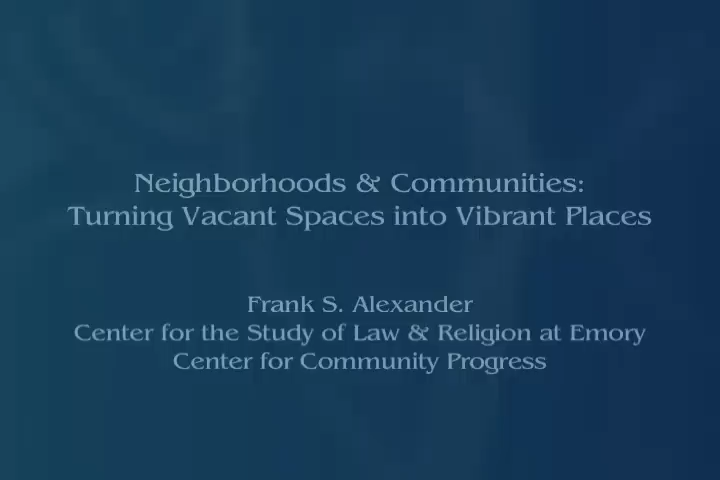 Neighborhoods & Communities:
Turning Vacant Spaces into Vibrant Places
Frank S. Alexander
Center for the Study of Law & Religion at Emory
Center for Community Progress